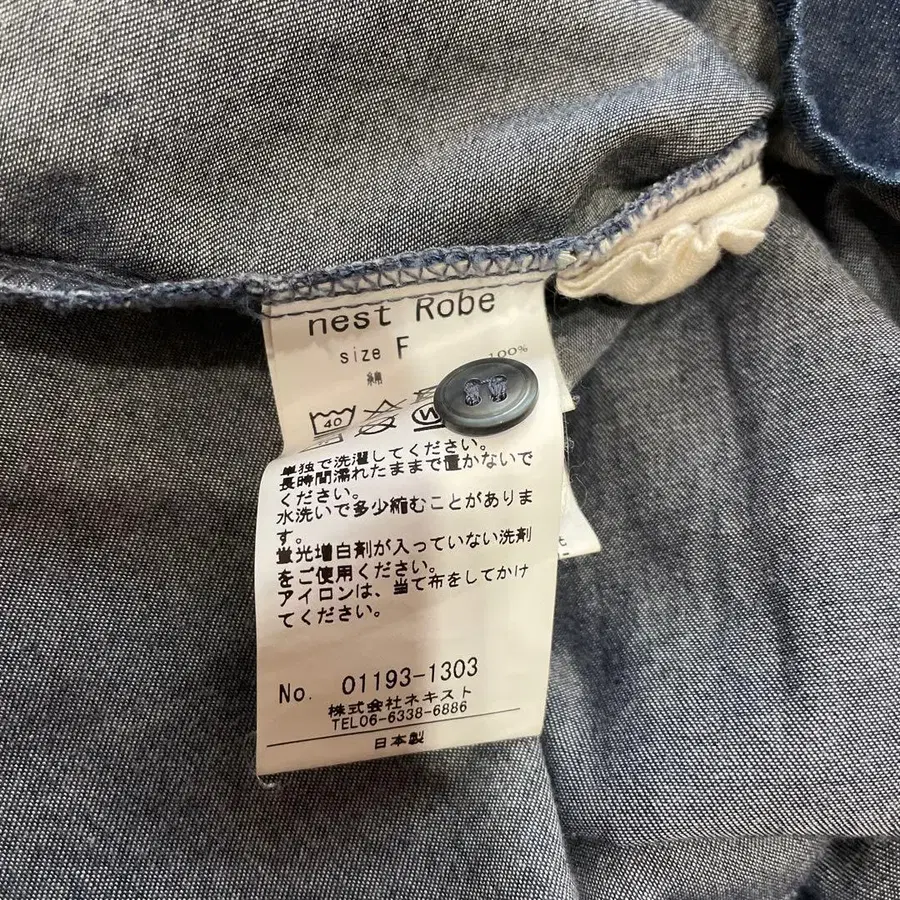 nest Robe
size F
綿 100%
40
W
単独で洗濯してください。
長時間濡れたままで置かないで
ください。
水洗いで多少縮むことがありま
す。
蛍光増白剤が入っていない洗剤
をご使用ください。
アイロンは、当て布をしてかけ
てください。
No. 01193-1303
株式会社ネキスト
TEL06-6338-6886
日本製